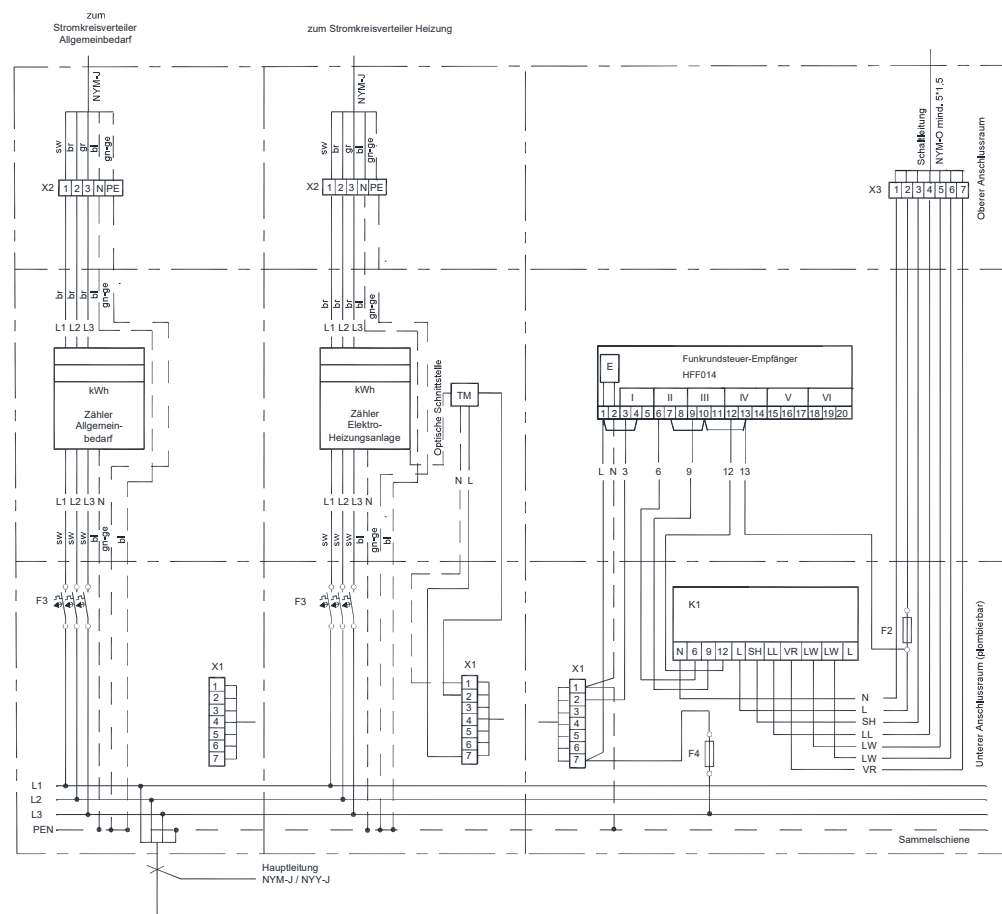 zum
Stromkreisverteiler
Allgemeinbedarf
zum Stromkreisverteiler Heizung
NYM-J
NYM-J
Schaltleitung
NYM-O mind. 5*1,5
Oberer Anschlussraum
sw br gr bl gn-ge
sw br gr bl gn-ge
X2 1 2 3 N PE
X2 1 2 3 N PE
X3 1 2 3 4 5 6 7
br br br bl gn-ge
br br br bl gn-ge
L1 L2 L3
L1 L2 L3
kWh
Zähler
Allgemein-
bedarf
kWh
Zähler
Elektro-
Heizungsanlage
Optische Schnittstelle
TM
E
Funkrundsteuer-Empfänger
HFF014
I II III IV V VI
1 2 3 4 5 6 7 8 9 10 11 12 13 14 15 16 17 18 19 20
L N 3 6 9 12 13
N L
L1 L2 L3 N
L1 L2 L3 N
sw sw sw bl gn-ge bl
sw sw sw bl gn-ge bl
F3
F3
K1
N 6 9 12 L SH LL VR LW LW L
F2
Unterer Anschlussraum (plombierbar)
X1
1
2
3
4
5
6
7
X1
1
2
3
4
5
6
7
X1
1
2
3
4
5
6
7
F4
N
L
SH
LL
LW
LW
VR
L1
L2
L3
PEN
Sammelschiene
Hauptleitung
NYM-J / NYY-J